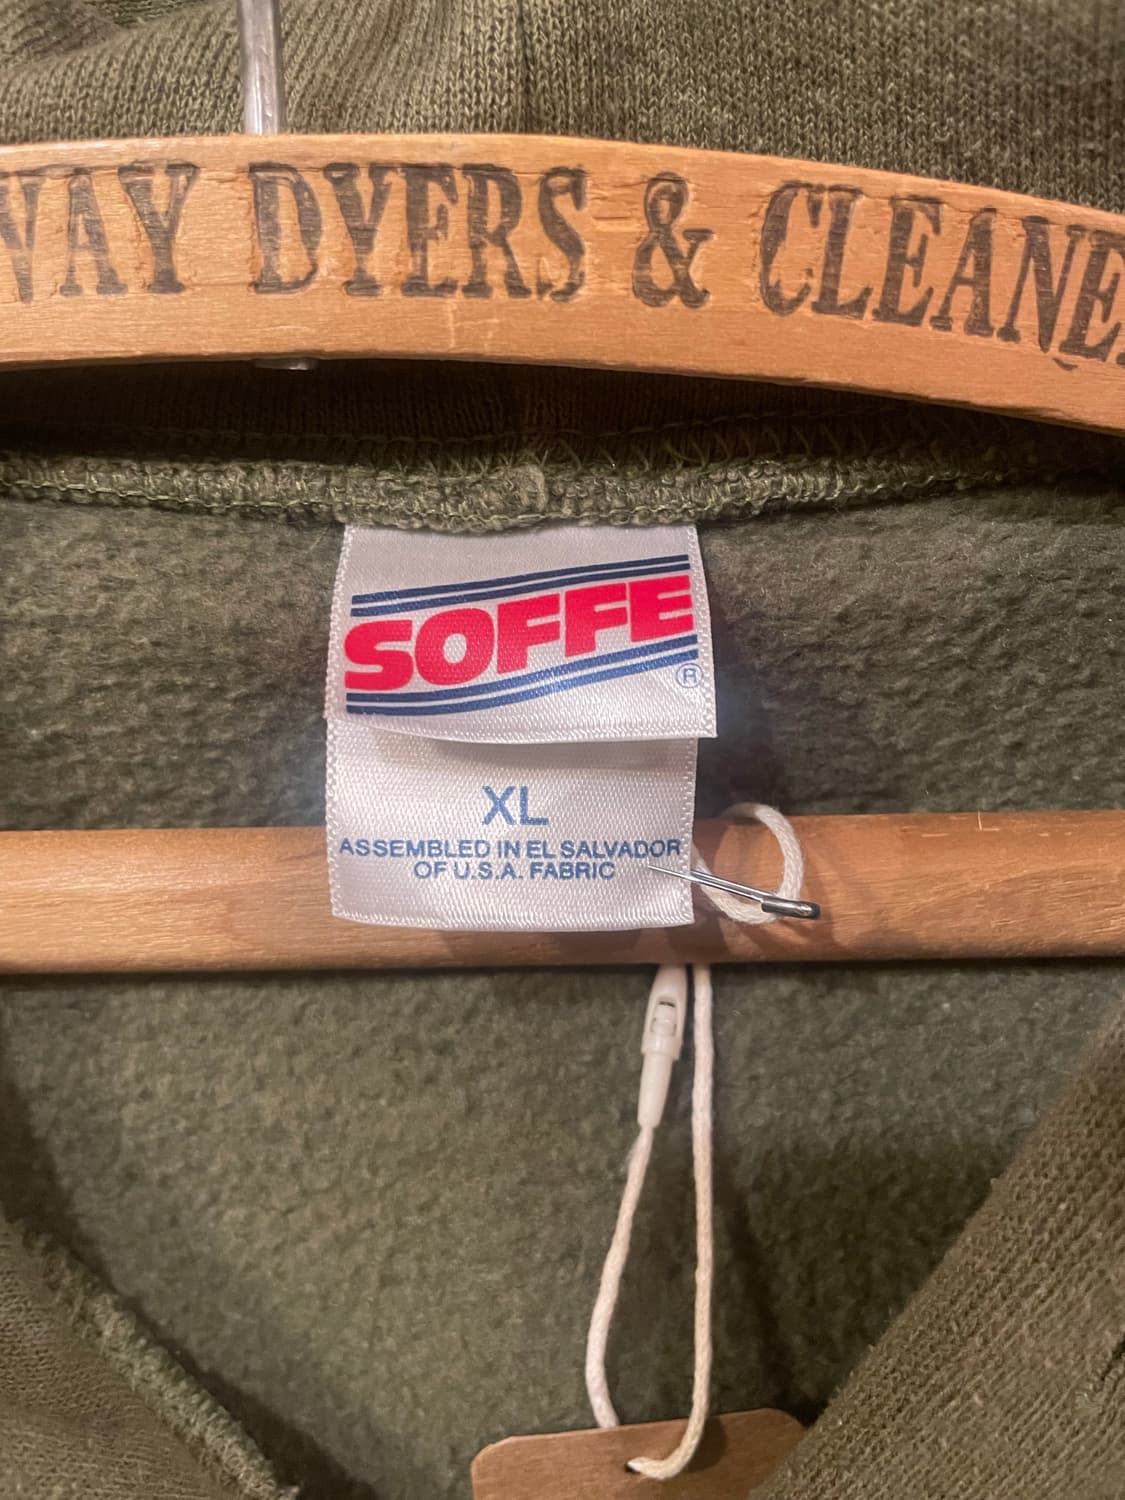 WAY DYERS & CLEANE
SOFFE
®
XL
ASSEMBLED IN EL SALVADOR
OF U.S.A. FABRIC